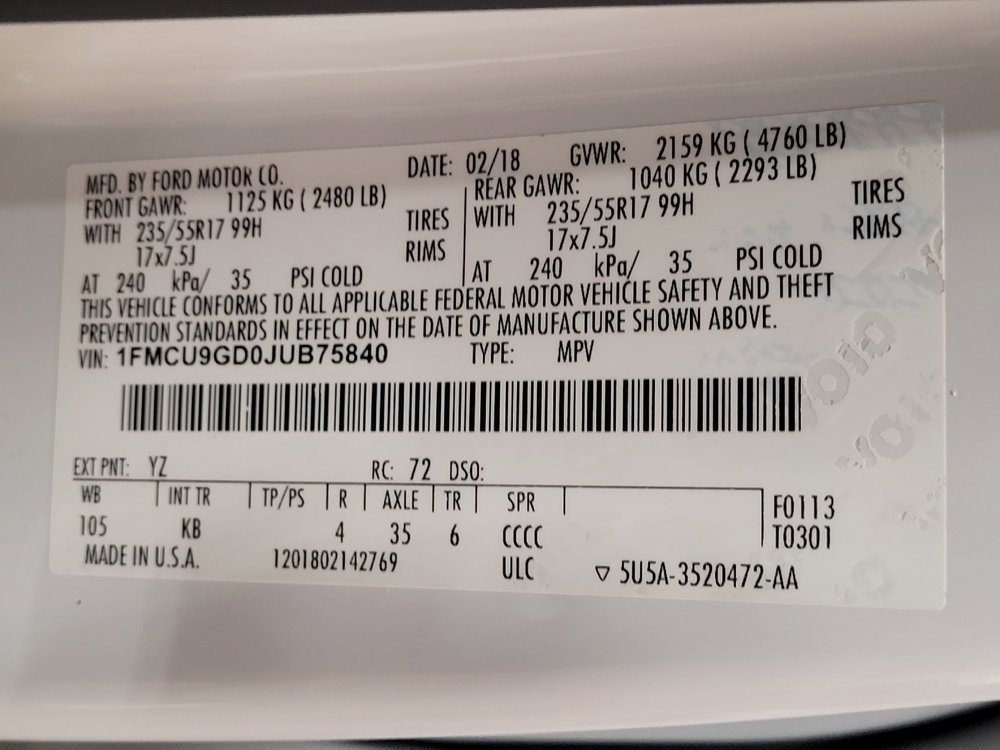 MFD. BY FORD MOTOR CO. DATE: 02/18 GVWR: 2159 KG ( 4760 LB)
FRONT GAWR: 1125 KG ( 2480 LB) REAR GAWR: 1040 KG ( 2293 LB)
WITH 235/55R17 99H TIRES WITH 235/55R17 99H TIRES
17x7.5J RIMS 17x7.5J RIMS
AT 240 kPa/ 35 PSI COLD AT 240 kPa/ 35 PSI COLD
THIS VEHICLE CONFORMS TO ALL APPLICABLE FEDERAL MOTOR VEHICLE SAFETY AND THEFT
PREVENTION STANDARDS IN EFFECT ON THE DATE OF MANUFACTURE SHOWN ABOVE.
VIN: 1FMCU9GD0JUB75840 TYPE: MPV
EXT PNT: YZ RC: 72 DSO:
WB INT TR TP/PS R AXLE TR SPR F0113
105 KB 4 35 6 CCCC T0301
MADE IN U.S.A. 1201802142769 ULC ▽ 5U5A-3520472-AA